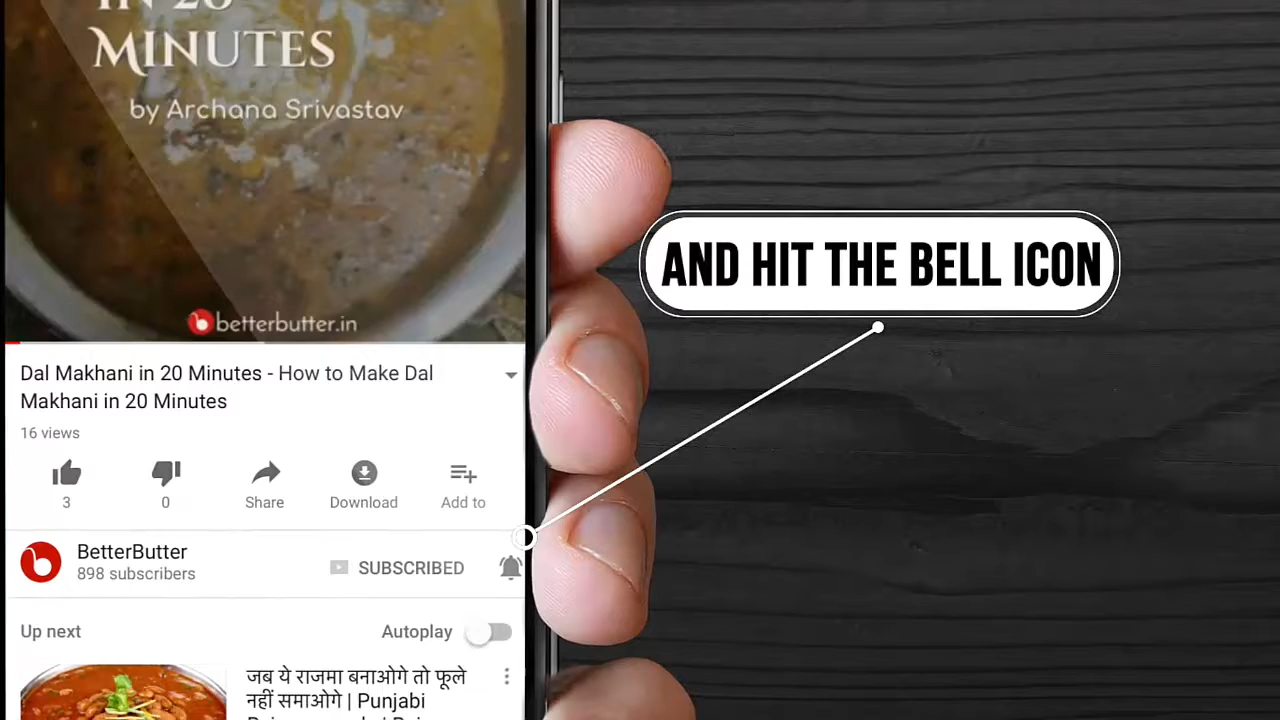 MINUTES
by Archana Srivastav
betterbutter.in
AND HIT THE BELL ICON
Dal Makhani in 20 Minutes - How to Make Dal
Makhani in 20 Minutes
16 views
3
0
Share
Download
Add to
BetterButter
898 subscribers
SUBSCRIBED
Up next
Autoplay
जब ये राजमा बनाओगे तो फूले
नहीं समाओगे | Punjabi